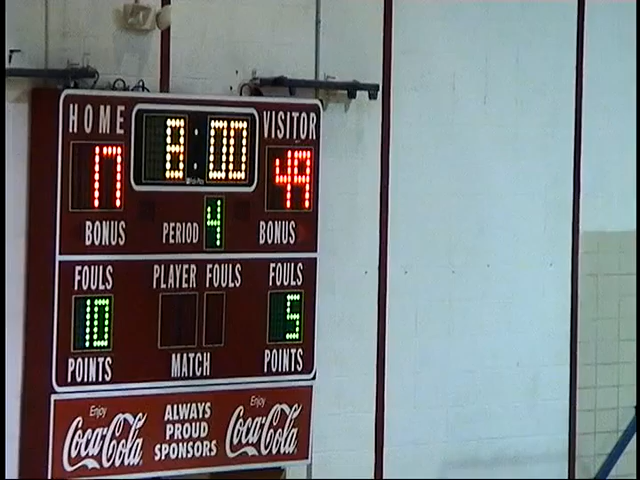 HOME 8:00 VISITOR
17 49
BONUS PERIOD 4 BONUS
FOULS PLAYER FOULS FOULS
10 5
POINTS MATCH POINTS
Enjoy Coca-Cola
ALWAYS
PROUD
SPONSORS
Enjoy Coca-Cola